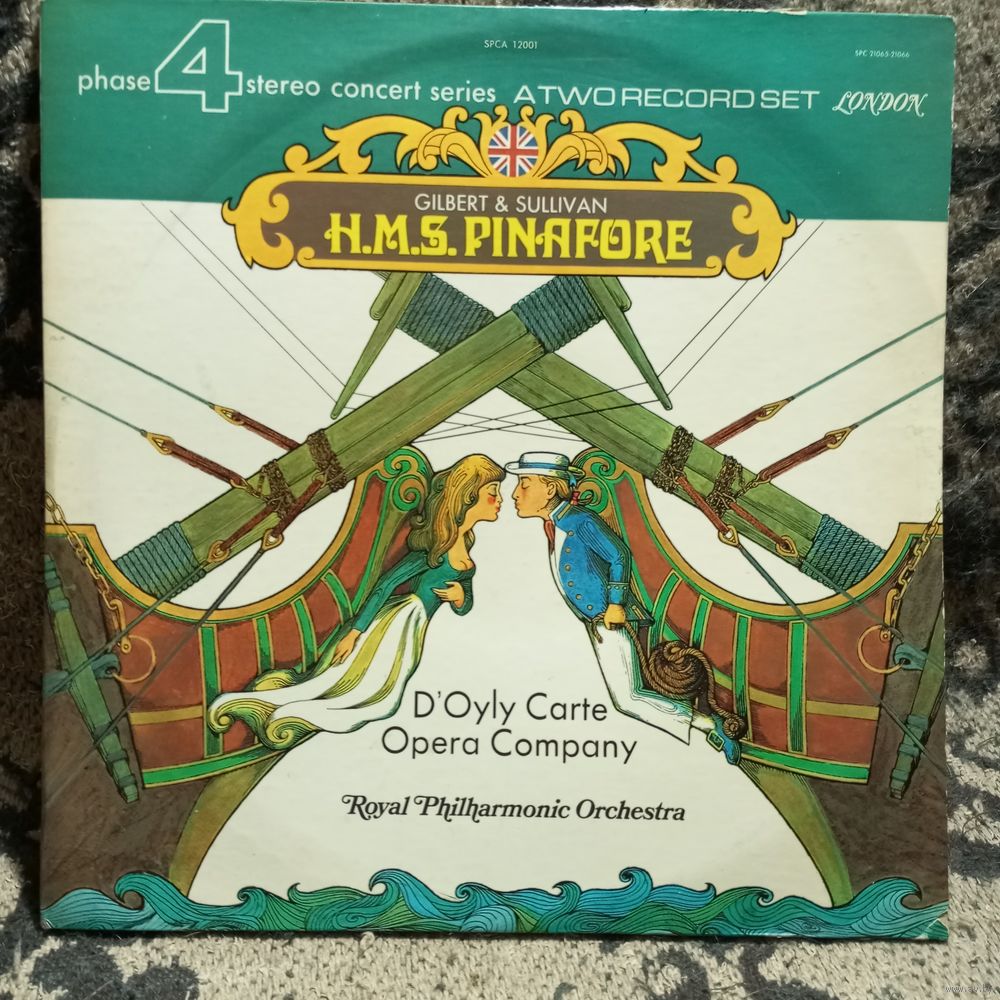 SPCA 12001
SPC 21065-21066
phase 4 stereo concert series A TWO RECORD SET LONDON
GILBERT & SULLIVAN
H.M.S. PINAFORE
D'Oyly Carte
Opera Company
Royal Philharmonic Orchestra